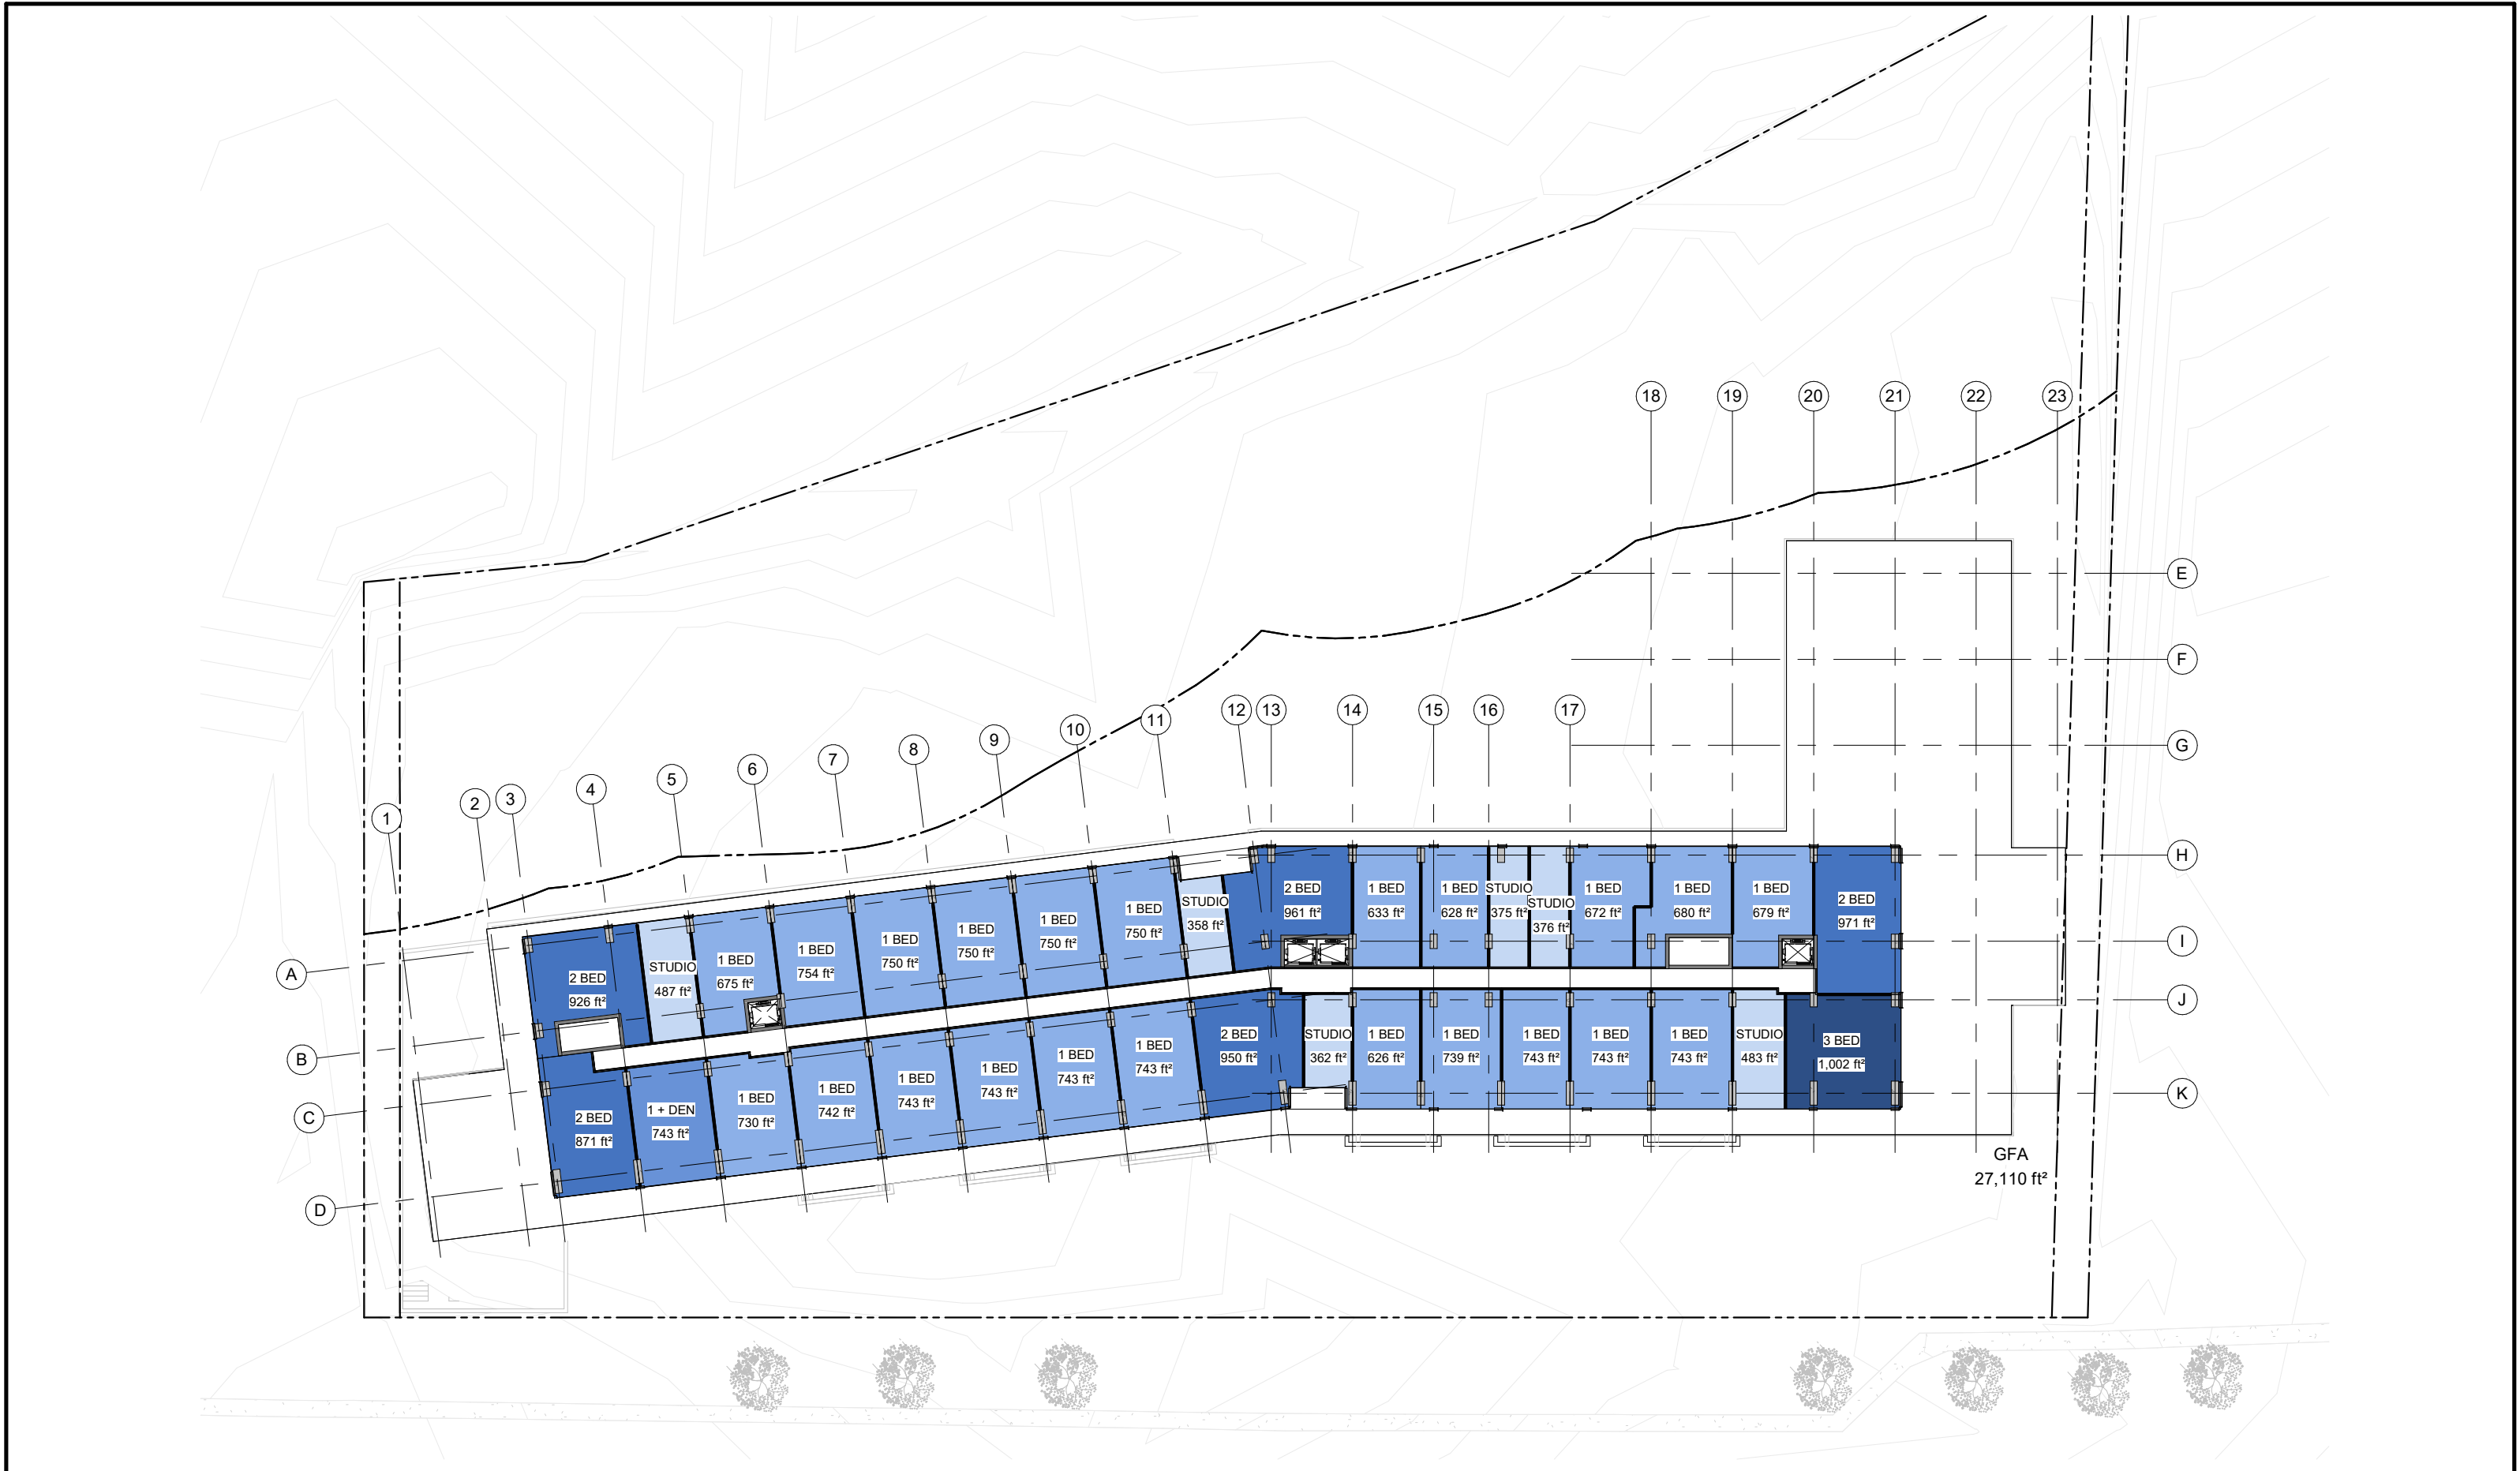 18
19
20
21
22
23
E
F
G
12
13
14
15
16
17
11
10
9
8
7
6
5
4
3
2
1
H
I
J
K
A
B
C
D
2 BED
926 ft²
STUDIO
487 ft²
1 BED
675 ft²
1 BED
754 ft²
1 BED
750 ft²
1 BED
750 ft²
1 BED
750 ft²
1 BED
750 ft²
STUDIO
358 ft²
2 BED
961 ft²
1 BED
633 ft²
1 BED
628 ft²
STUDIO
375 ft²
STUDIO
376 ft²
1 BED
672 ft²
1 BED
680 ft²
1 BED
679 ft²
2 BED
971 ft²
2 BED
871 ft²
1 + DEN
743 ft²
1 BED
730 ft²
1 BED
742 ft²
1 BED
743 ft²
1 BED
743 ft²
1 BED
743 ft²
1 BED
743 ft²
2 BED
950 ft²
STUDIO
362 ft²
1 BED
626 ft²
1 BED
739 ft²
1 BED
743 ft²
1 BED
743 ft²
1 BED
743 ft²
STUDIO
483 ft²
3 BED
1,002 ft²
GFA
27,110 ft²